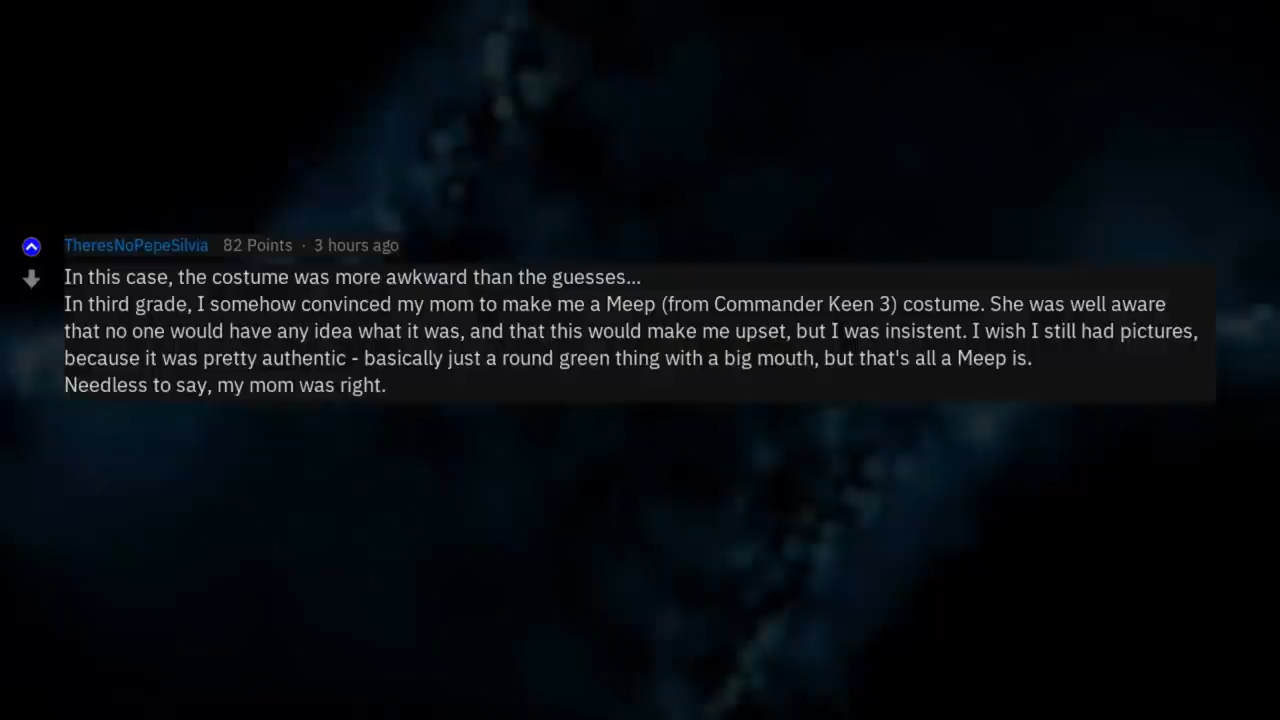 TheresNoPepeSilvia 82 Points · 3 hours ago
In this case, the costume was more awkward than the guesses...
In third grade, I somehow convinced my mom to make me a Meep (from Commander Keen 3) costume. She was well aware
that no one would have any idea what it was, and that this would make me upset, but I was insistent. I wish I still had pictures,
because it was pretty authentic - basically just a round green thing with a big mouth, but that's all a Meep is.
Needless to say, my mom was right.